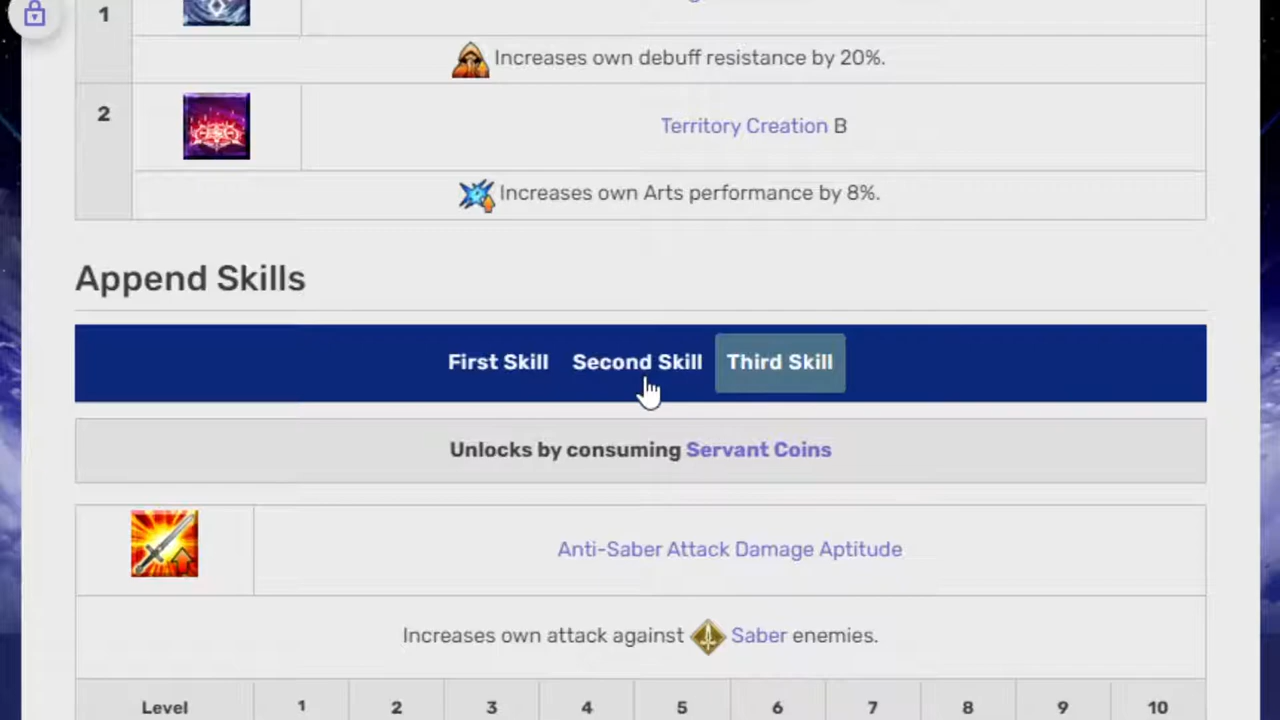 1
Increases own debuff resistance by 20%.
2
Territory Creation B
Increases own Arts performance by 8%.
Append Skills
First Skill Second Skill Third Skill
Unlocks by consuming Servant Coins
Anti-Saber Attack Damage Aptitude
Increases own attack against Saber enemies.
Level 1 2 3 4 5 6 7 8 9 10